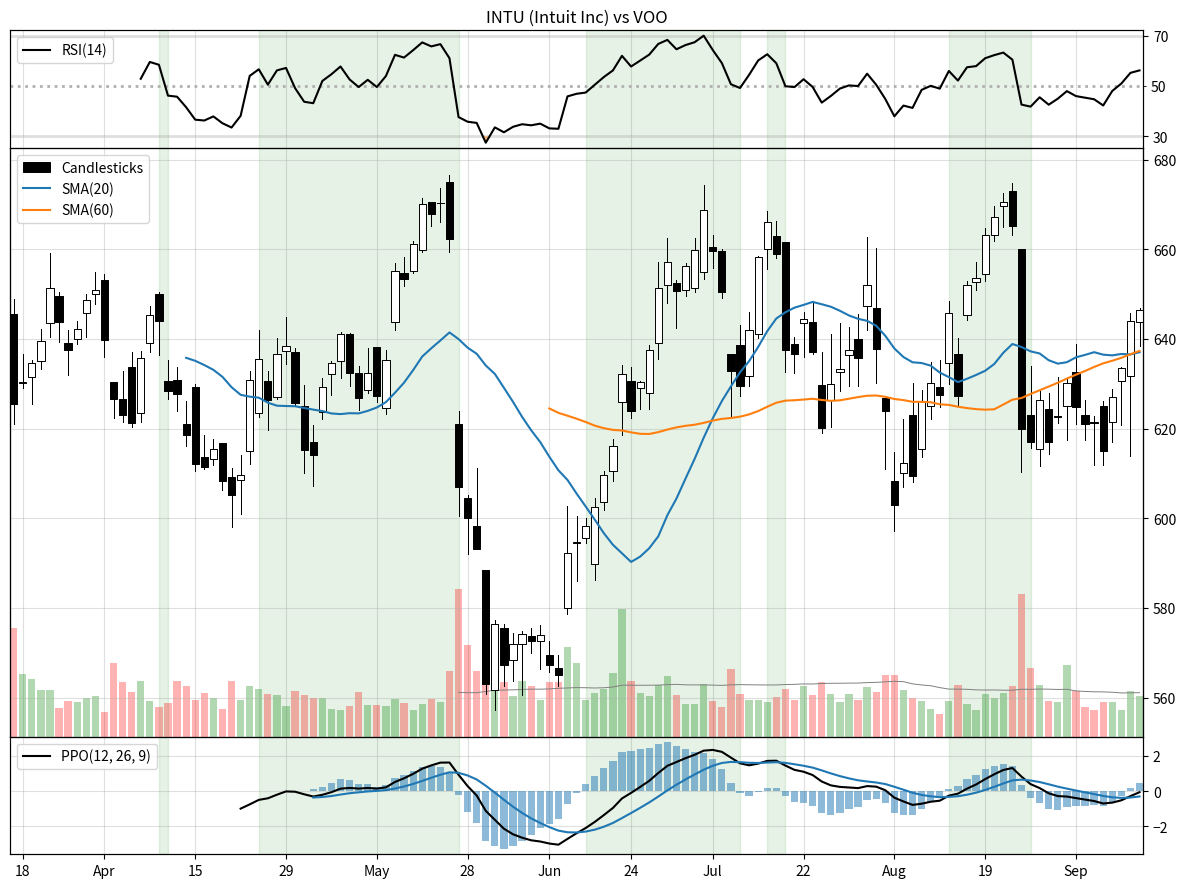 INTU (Intuit Inc) vs VOO
RSI(14)
70
50
30
Candlesticks
SMA(20)
SMA(60)
680
660
640
620
600
580
560
PPO(12, 26, 9)
2
0
−2
18 Apr 15 29 May 28 Jun 24 Jul 22 Aug 19 Sep